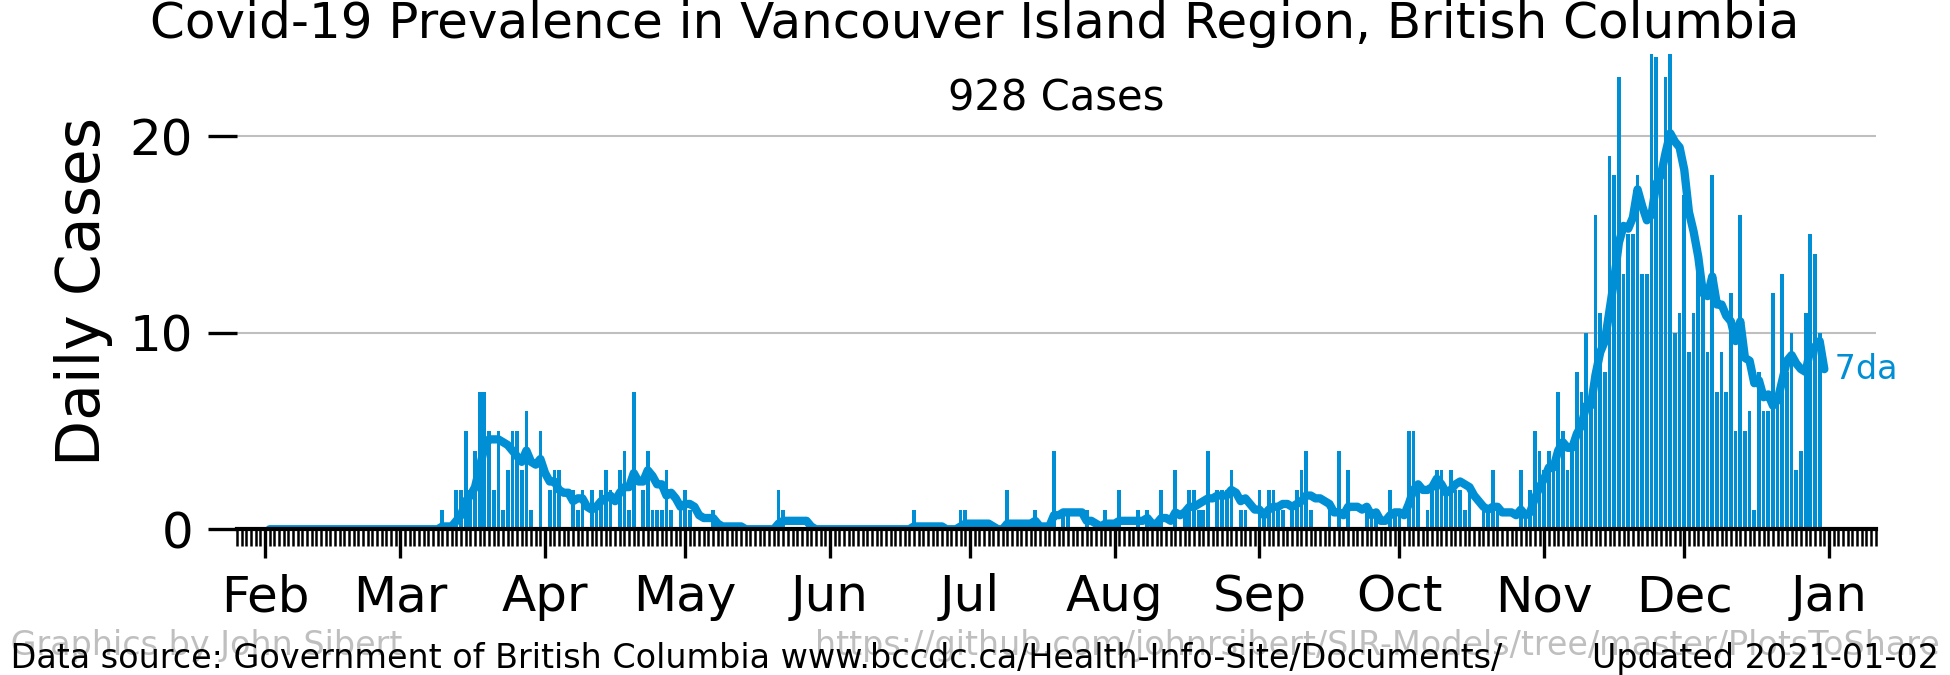 Covid-19 Prevalence in Vancouver Island Region, British Columbia
928 Cases
Daily Cases
20
10
0
7da
Feb Mar Apr May Jun Jul Aug Sep Oct Nov Dec Jan
Graphics by John Sibert https://github.com/johnrsibert/SIR-Models/tree/master/PlotsToShare
Data source: Government of British Columbia www.bccdc.ca/Health-Info-Site/Documents/ Updated 2021-01-02